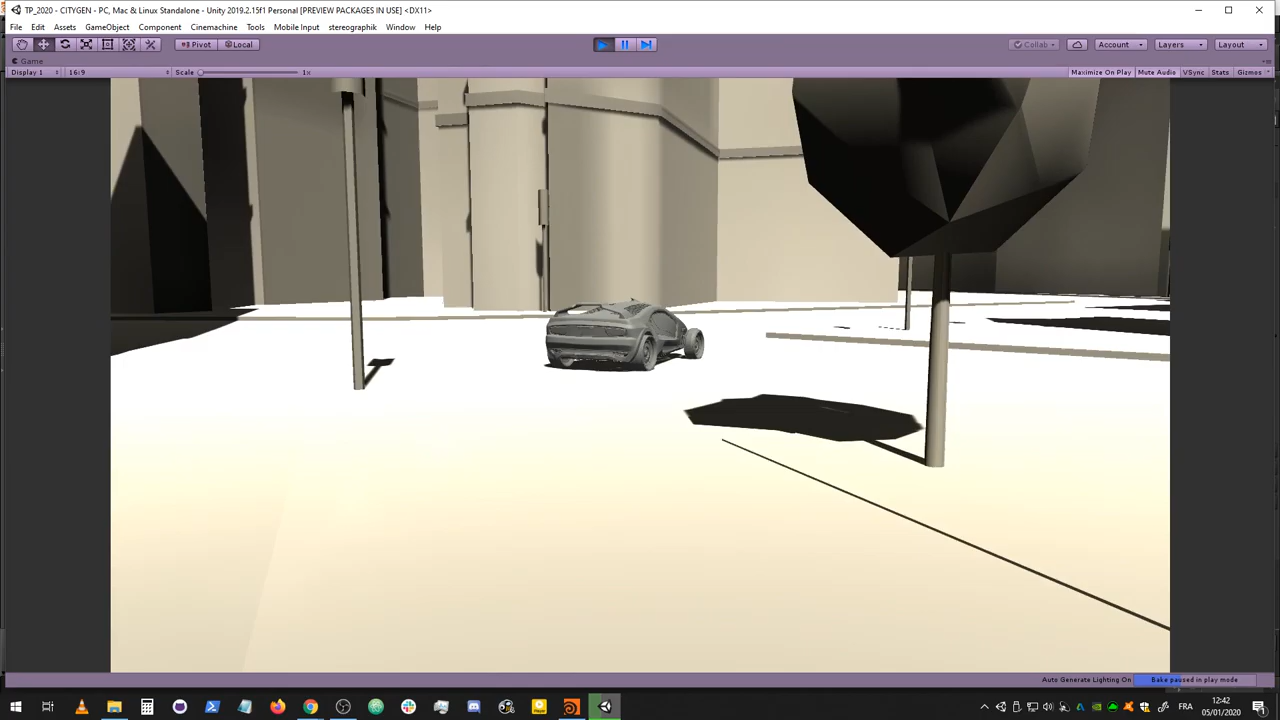 TP_2020 - CITYGEN - PC, Mac & Linux Standalone - Unity 2019.2.15f1 Personal [PREVIEW PACKAGES IN USE] <DX11>
File Edit Assets GameObject Component Cinemachine Tools Mobile Input stereographik Window Help
Pivot Local Collab Account Layers Layout
Game
Display 1 16:9 Scale 1x Maximize On Play Mute Audio VSync Stats Gizmos
Auto Generate Lighting On Bake paused in play mode
FRA 12:42
05/01/2020